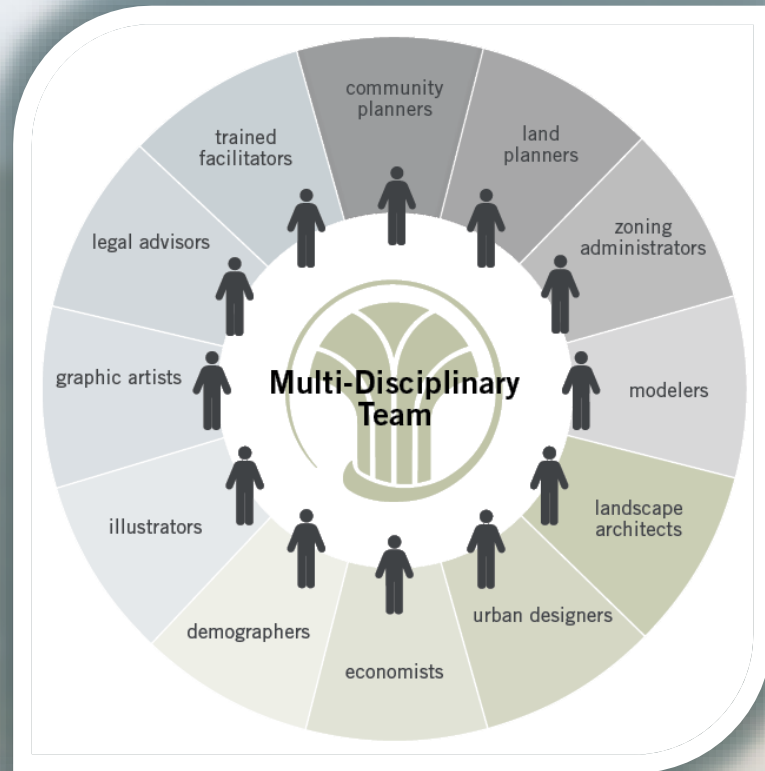 community
planners
land
planners
zoning
administrators
modelers
landscape
architects
urban designers
economists
demographers
illustrators
graphic artists
legal advisors
trained
facilitators
Multi-Disciplinary
Team